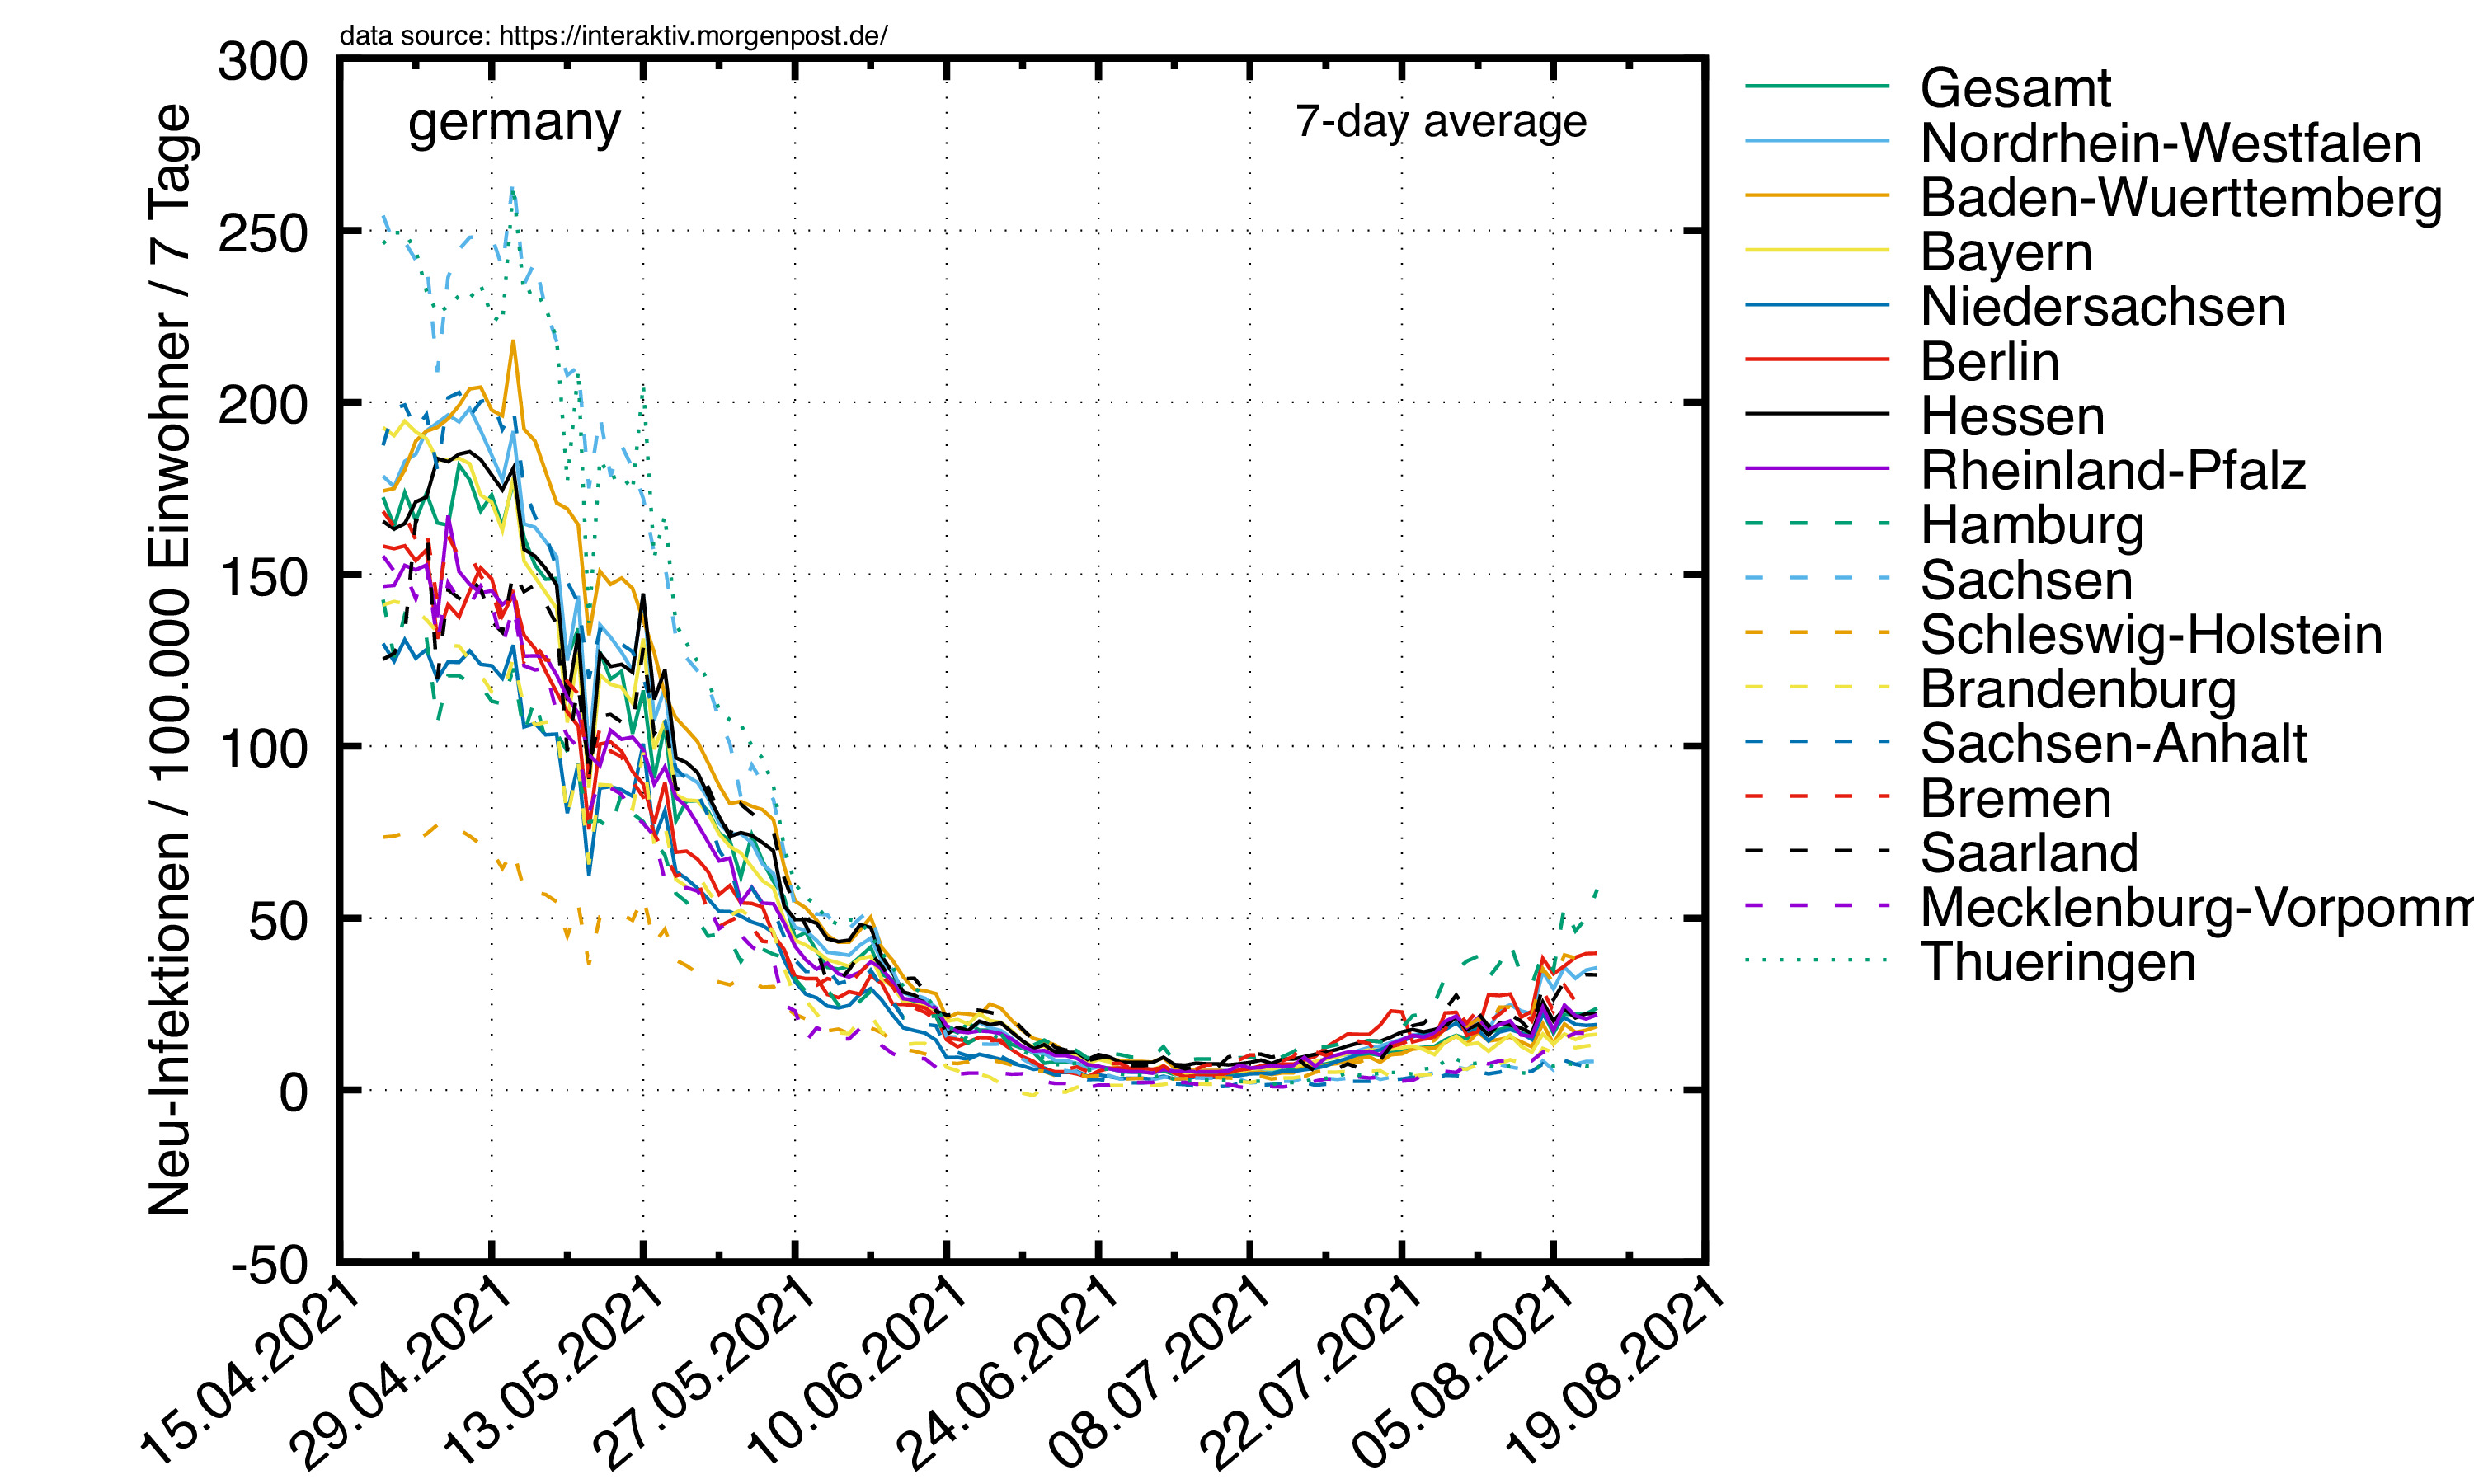 data source: https://interaktiv.morgenpost.de/
germany
7-day average
Neu-Infektionen / 100.000 Einwohner / 7 Tage
300
250
200
150
100
50
0
-50
15.04.2021
29.04.2021
13.05.2021
27.05.2021
10.06.2021
24.06.2021
08.07.2021
22.07.2021
05.08.2021
19.08.2021
Gesamt
Nordrhein-Westfalen
Baden-Wuerttemberg
Bayern
Niedersachsen
Berlin
Hessen
Rheinland-Pfalz
Hamburg
Sachsen
Schleswig-Holstein
Brandenburg
Sachsen-Anhalt
Bremen
Saarland
Mecklenburg-Vorpomm
Thueringen